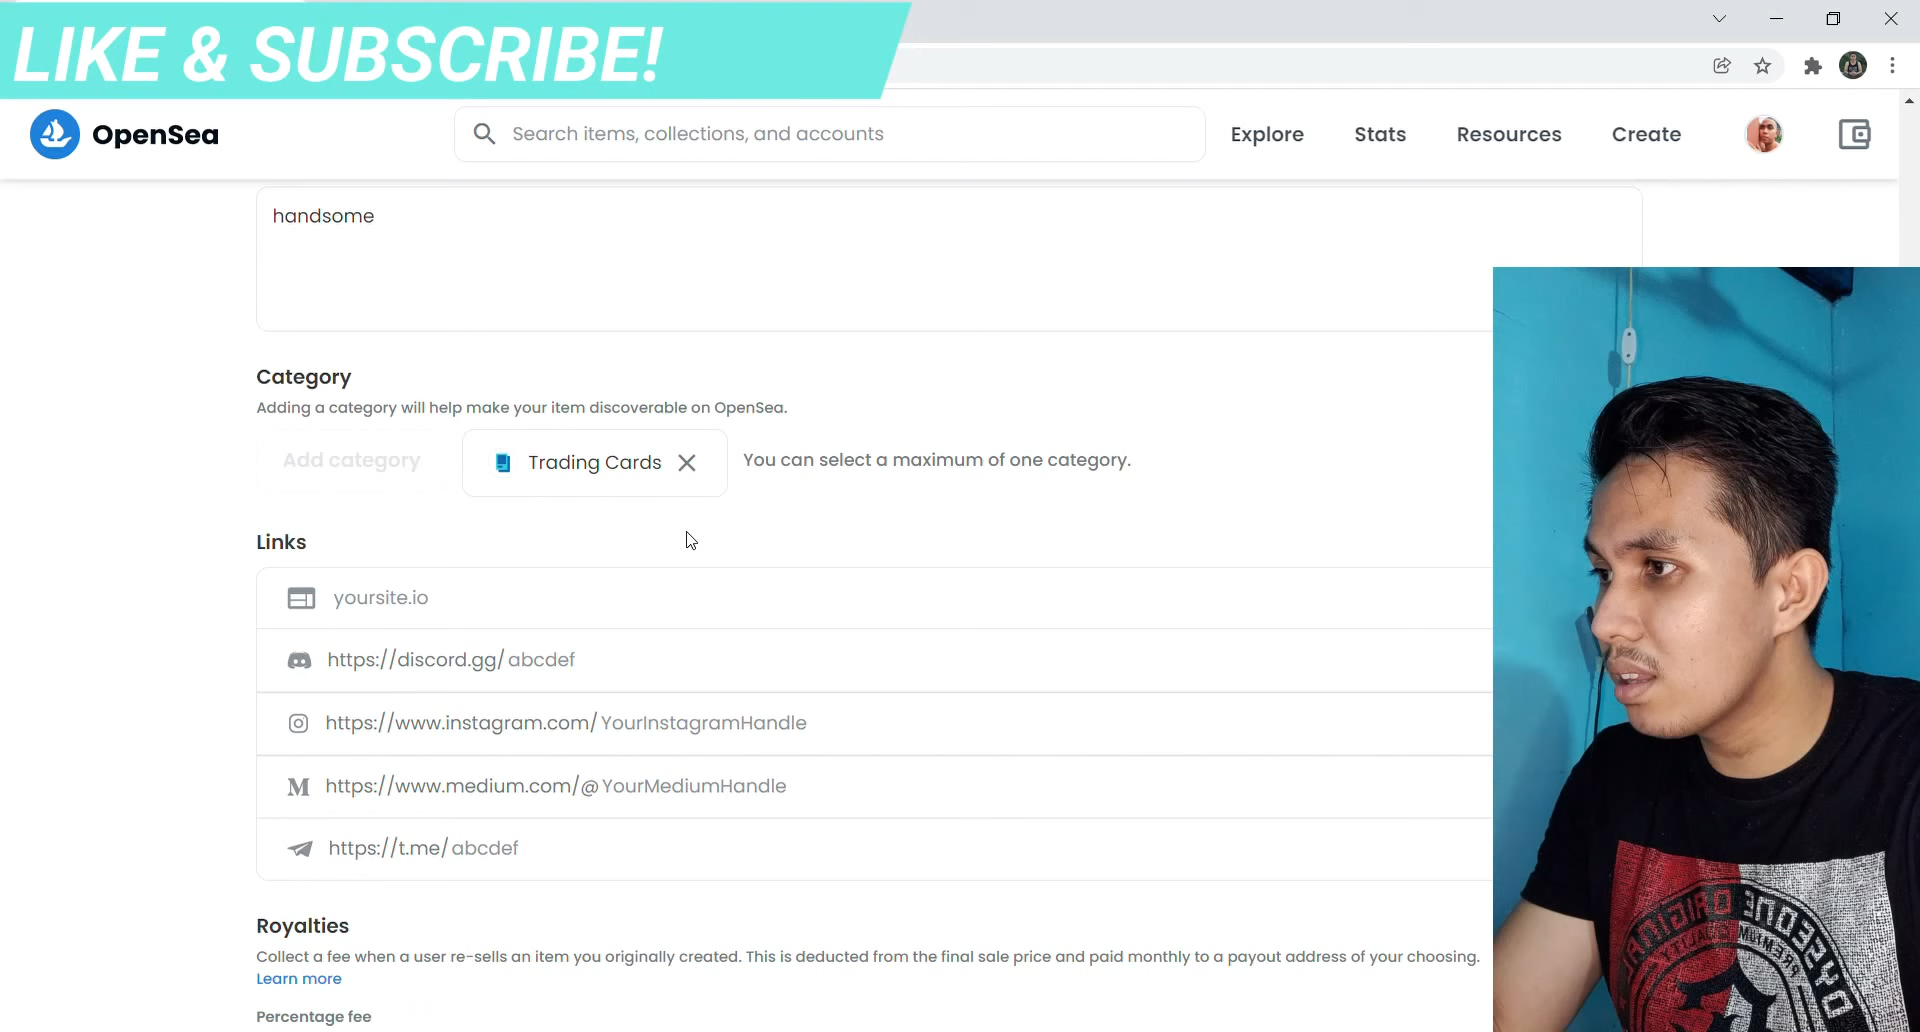 LIKE & SUBSCRIBE!
OpenSea
Search items, collections, and accounts
Explore
Stats
Resources
Create
handsome
Category
Adding a category will help make your item discoverable on OpenSea.
Add category
Trading Cards
You can select a maximum of one category.
Links
yoursite.io
https://discord.gg/abcdef
https://www.instagram.com/YourInstagramHandle
https://www.medium.com/@YourMediumHandle
https://t.me/abcdef
Royalties
Collect a fee when a user re-sells an item you originally created. This is deducted from the final sale price and paid monthly to a payout address of your choosing.
Learn more
Percentage fee